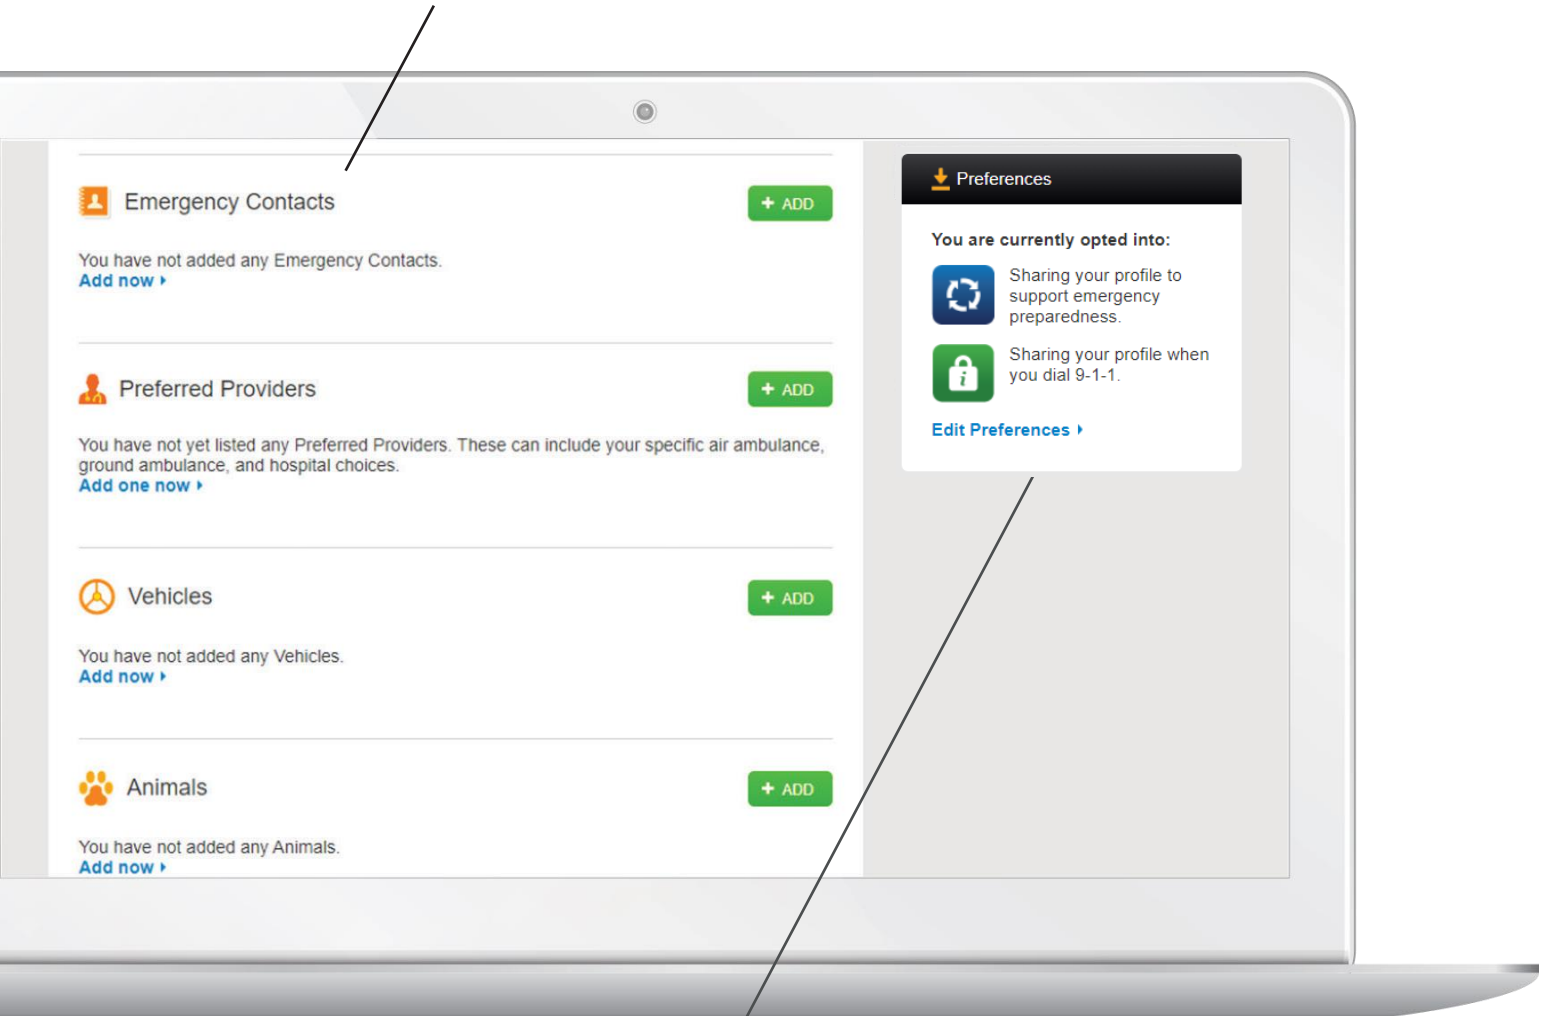 Emergency Contacts
+ ADD
You have not added any Emergency Contacts.
Add now
Preferred Providers
+ ADD
You have not yet listed any Preferred Providers. These can include your specific air ambulance,
ground ambulance, and hospital choices.
Add one now
Vehicles
+ ADD
You have not added any Vehicles.
Add now
Animals
+ ADD
You have not added any Animals.
Add now
Preferences
You are currently opted into:
Sharing your profile to
support emergency
preparedness.
i
Sharing your profile when
you dial 9-1-1.
Edit Preferences